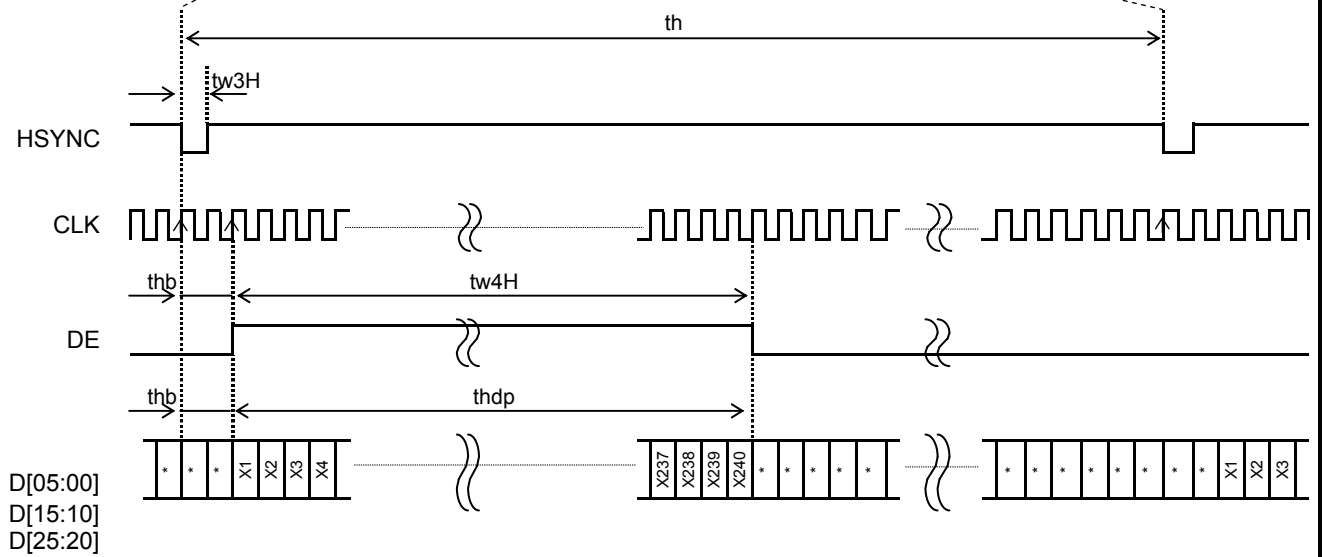 th
tw3H
HSYNC
CLK
thb tw4H
DE
thb thdp
* * * X1 X2 X3 X4 X237 X238 X239 X240 * * * * * * * * * * * * * * X1 X2 X3
D[05:00]
D[15:10]
D[25:20]